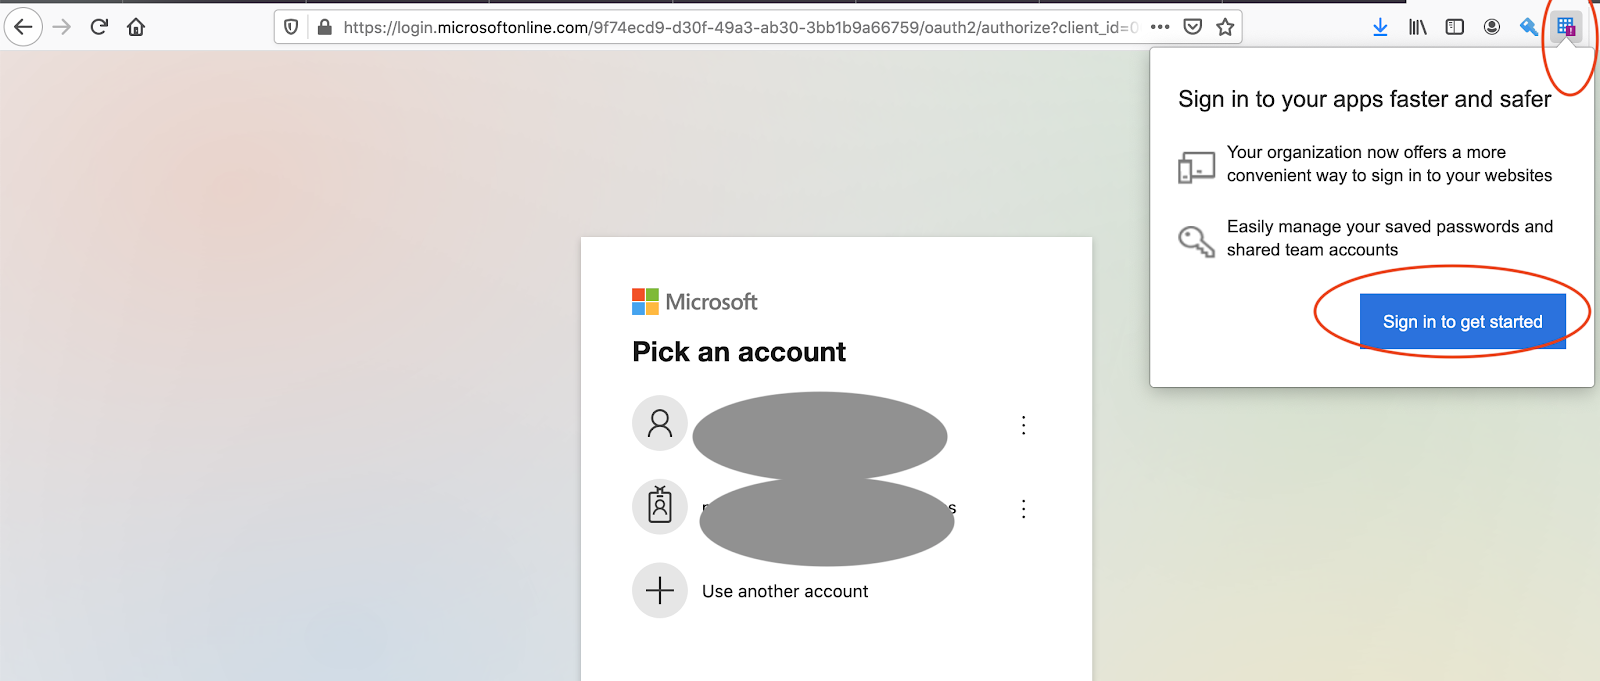 https://login.microsoftonline.com/9f74ecd9-d30f-49a3-ab30-3bb1b9a66759/oauth2/authorize?client_id=0
Sign in to your apps faster and safer
Your organization now offers a more
convenient way to sign in to your websites
Easily manage your saved passwords and
shared team accounts
Sign in to get started
Microsoft
Pick an account
Use another account